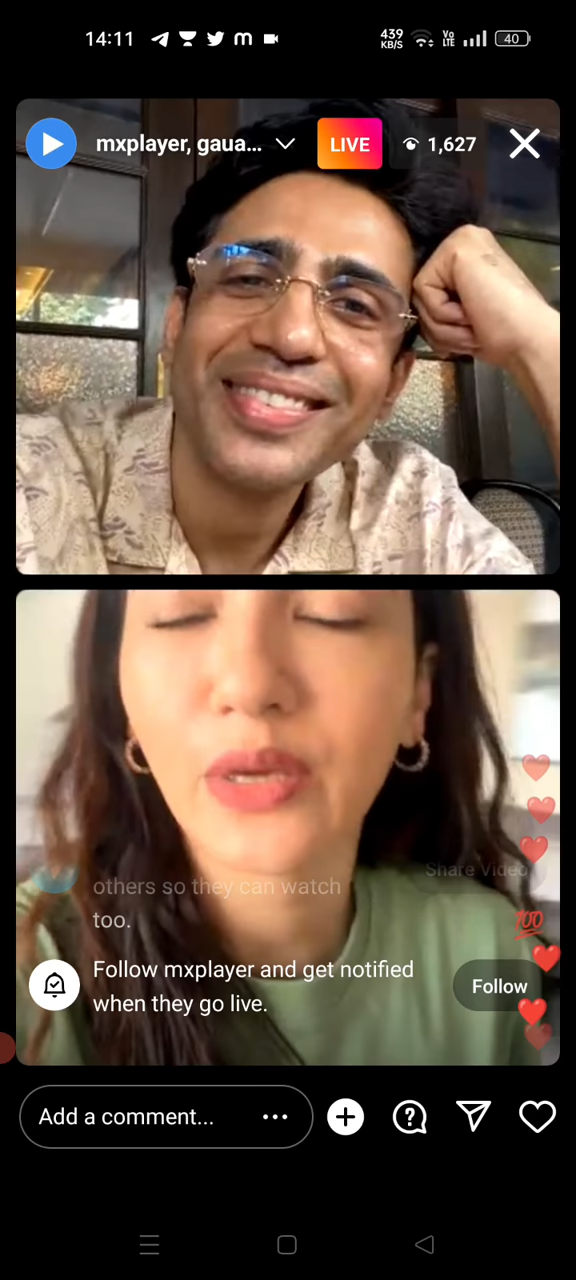 14:11
439
KB/S
Vo
LTE
40
mxplayer, gaua...
LIVE
1,627
Share Video
others so they can watch
too.
100
Follow mxplayer and get notified
when they go live.
Follow
Add a comment...